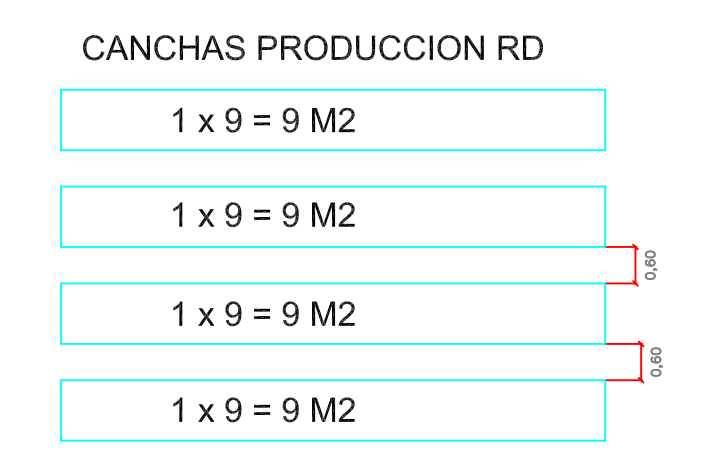 CANCHAS PRODUCCION RD
1 x 9 = 9 M2
1 x 9 = 9 M2
0,60
1 x 9 = 9 M2
0,60
1 x 9 = 9 M2